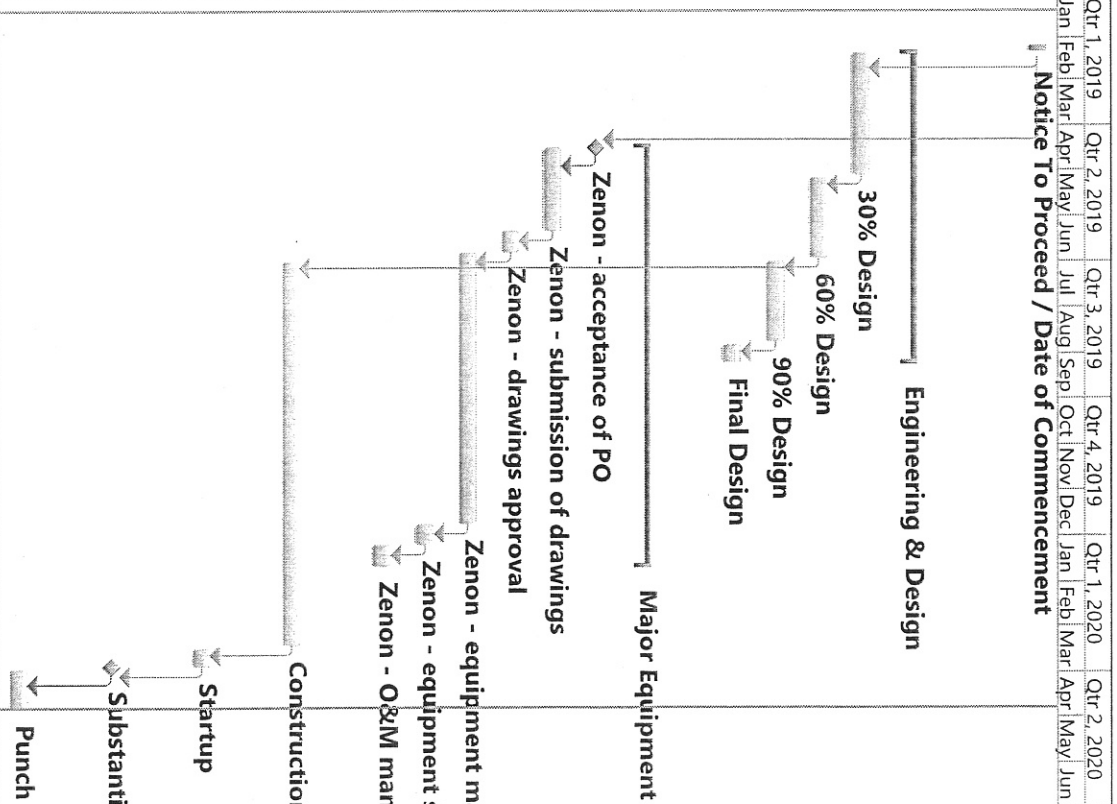 Qtr 1, 2019 Qtr 2, 2019 Qtr 3, 2019 Qtr 4, 2019 Qtr 1, 2020 Qtr 2, 2020
Jan Feb Mar Apr May Jun Jul Aug Sep Oct Nov Dec Jan Feb Mar Apr May Jun
Notice To Proceed / Date of Commencement
Engineering & Design
30% Design
60% Design
90% Design
Final Design
Major Equipment
Zenon - acceptance of PO
Zenon - submission of drawings
Zenon - drawings approval
Zenon - equipment m
Zenon - equipment s
Zenon - O&M man
Construction
Startup
Substanti
Punch